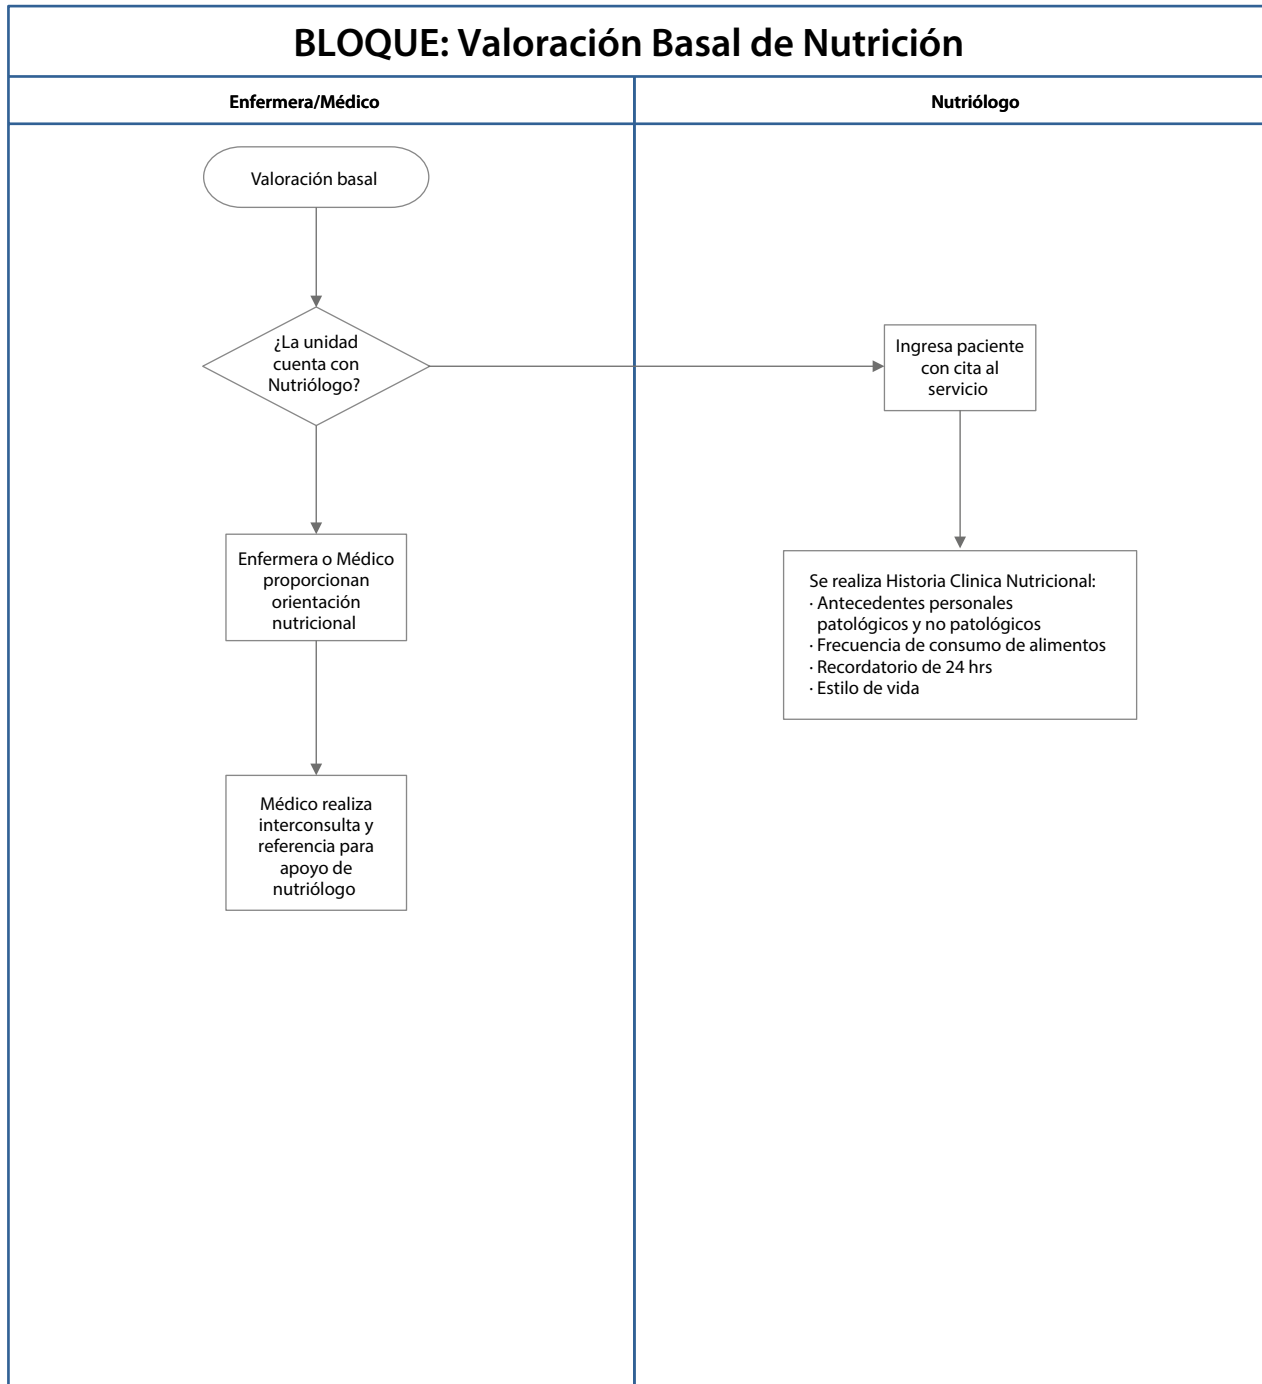 BLOQUE: Valoración Basal de Nutrición
Enfermera/Médico
Nutriólogo
Valoración basal
¿La unidad
cuenta con
Nutriólogo?
Ingresa paciente
con cita al
servicio
Enfermera o Médico
proporcionan
orientación
nutricional
Se realiza Historia Clinica Nutricional:
· Antecedentes personales
patológicos y no patológicos
· Frecuencia de consumo de alimentos
· Recordatorio de 24 hrs
· Estilo de vida
Médico realiza
interconsulta y
referencia para
apoyo de
nutriólogo